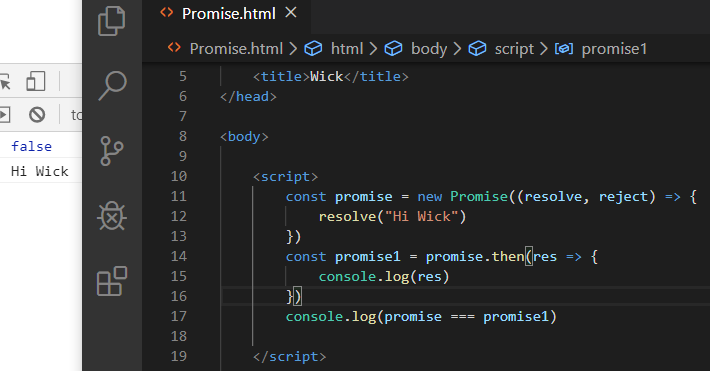 Promise.html ×
Promise.html > html > body > script > promise1
to
false
Hi Wick
5 <title>Wick</title>
6 </head>
7
8 <body>
9
10 <script>
11 const promise = new Promise((resolve, reject) => {
12 resolve("Hi Wick")
13 })
14 const promise1 = promise.then(res => {
15 console.log(res)
16 })
17 console.log(promise === promise1)
18
19 </script>